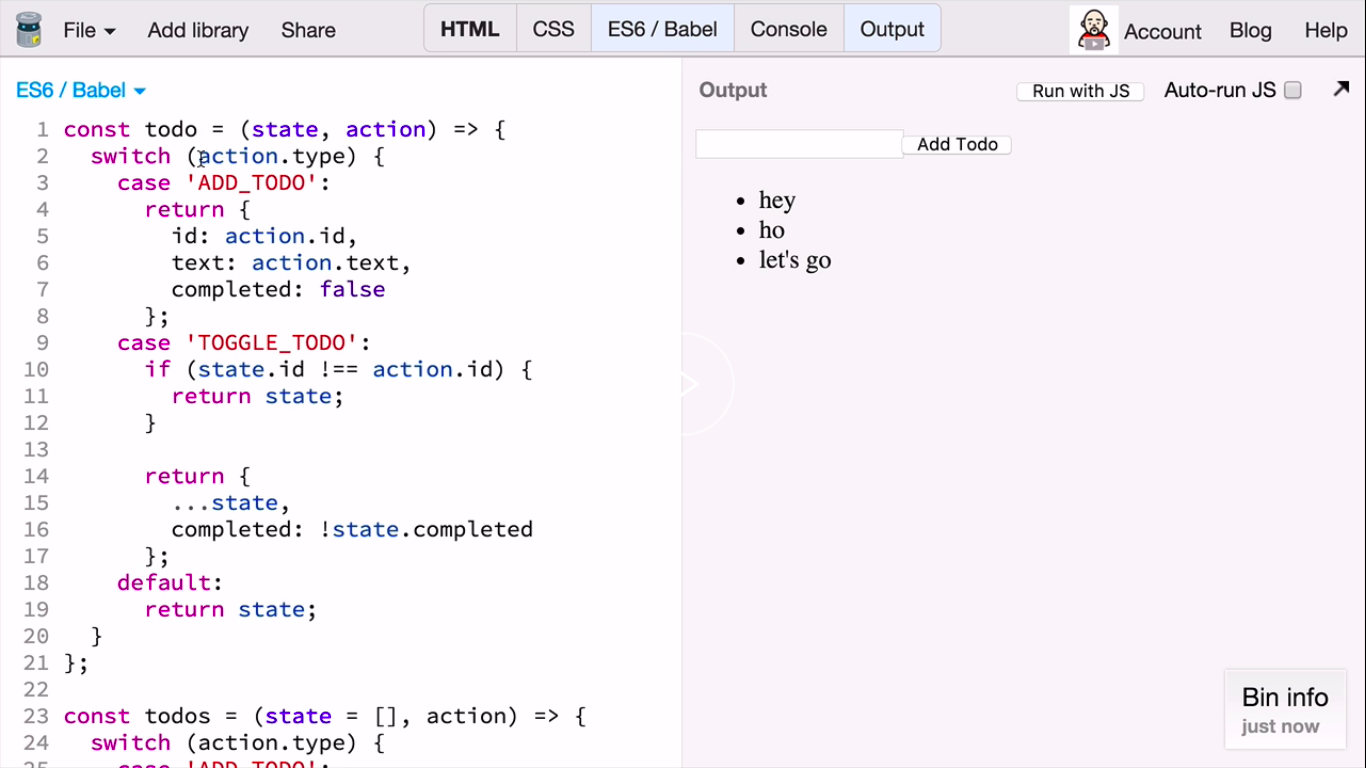 File Add library Share HTML CSS ES6 / Babel Console Output Account Blog Help
ES6 / Babel
1 const todo = (state, action) => {
2 switch (action.type) {
3 case 'ADD_TODO':
4 return {
5 id: action.id,
6 text: action.text,
7 completed: false
8 };
9 case 'TOGGLE_TODO':
10 if (state.id !== action.id) {
11 return state;
12 }
13
14 return {
15 ...state,
16 completed: !state.completed
17 };
18 default:
19 return state;
20 }
21 };
22
23 const todos = (state = [], action) => {
24 switch (action.type) {
25 case 'ADD_TODO':
Output Run with JS Auto-run JS
Add Todo
• hey
• ho
• let's go
Bin info
just now